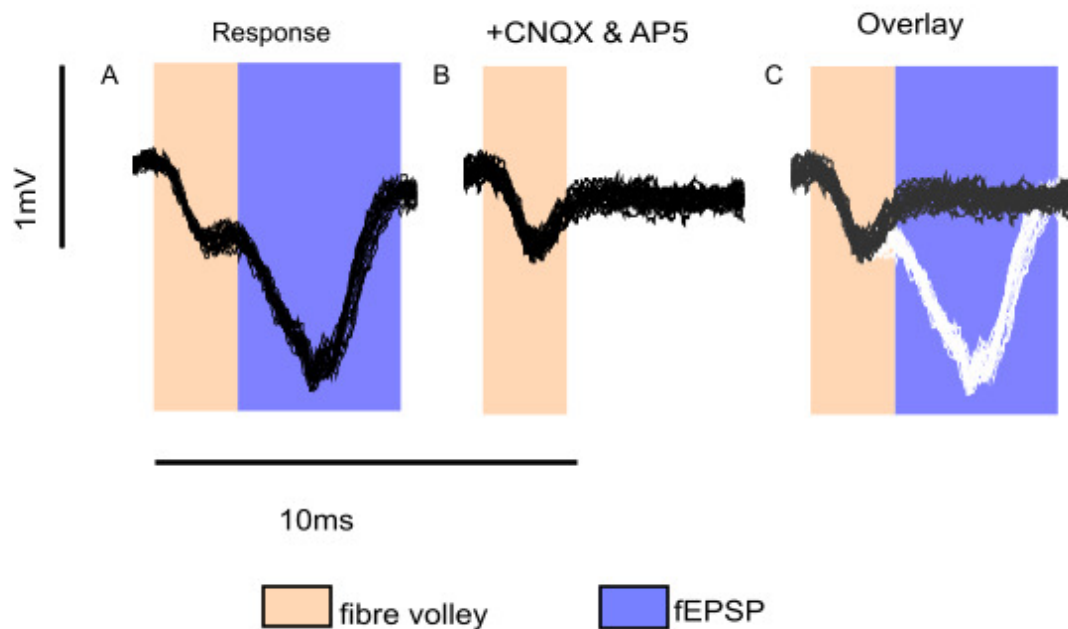 Response
+CNQX & AP5
Overlay
A
B
C
1mV
10ms
fibre volley
fEPSP